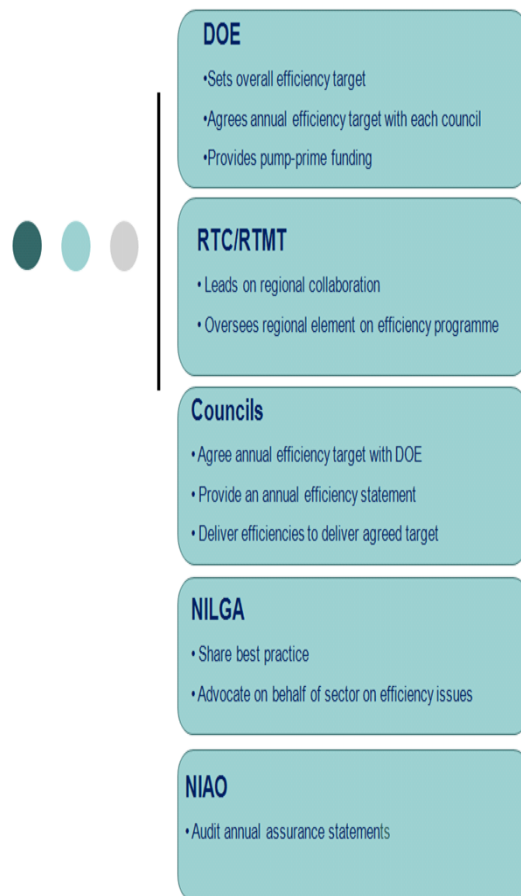 DOE
•Sets overall efficiency target
•Agrees annual efficiency target with each council
•Provides pump-prime funding
RTC/RTMT
• Leads on regional collaboration
• Oversees regional element on efficiency programme
Councils
• Agree annual efficiency target with DOE
• Provide an annual efficiency statement
• Deliver efficiencies to deliver agreed target
NILGA
• Share best practice
• Advocate on behalf of sector on efficiency issues
NIAO
• Audit annual assurance statements